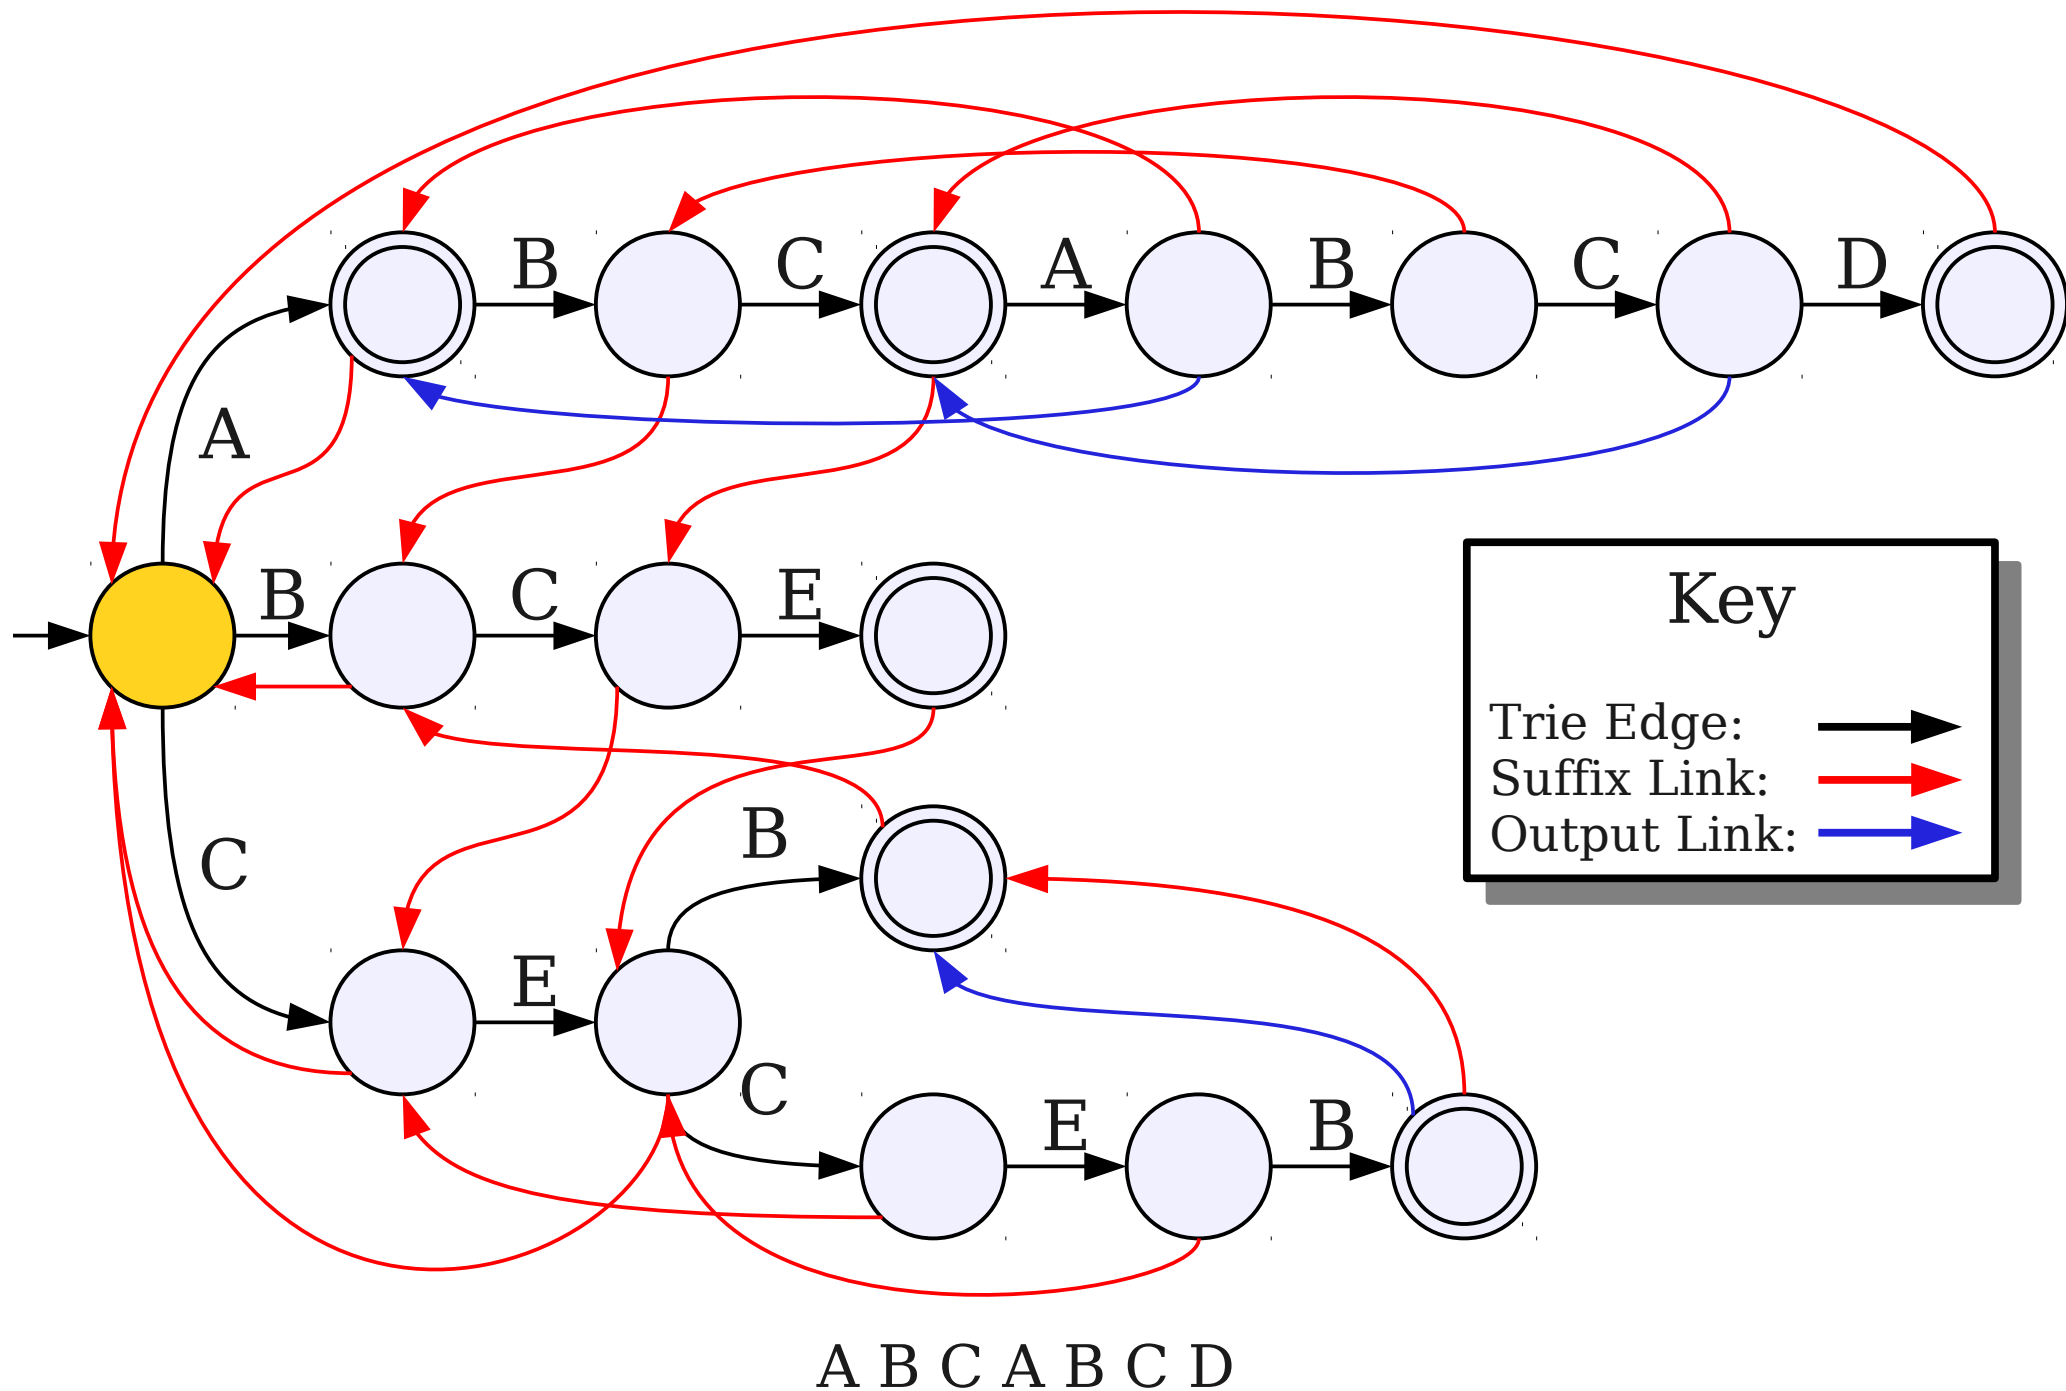 B C A B C D
A
B C E
Key
Trie Edge:
Suffix Link:
Output Link:
B
C
E
C
E B
A B C A B C D